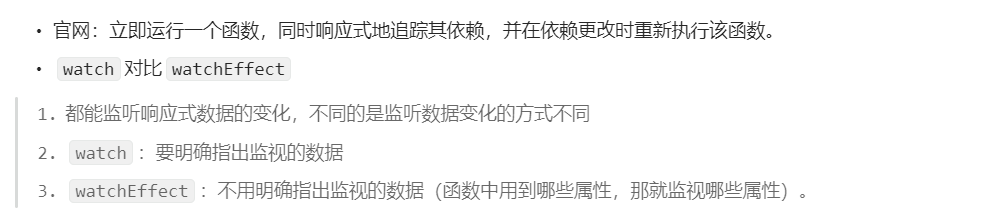 • 官网：立即运行一个函数，同时响应式地追踪其依赖，并在依赖更改时重新执行该函数。
• watch 对比 watchEffect
1. 都能监听响应式数据的变化，不同的是监听数据变化的方式不同
2. watch：要明确指出监视的数据
3. watchEffect：不用明确指出监视的数据（函数中用到哪些属性，那就监视哪些属性）。